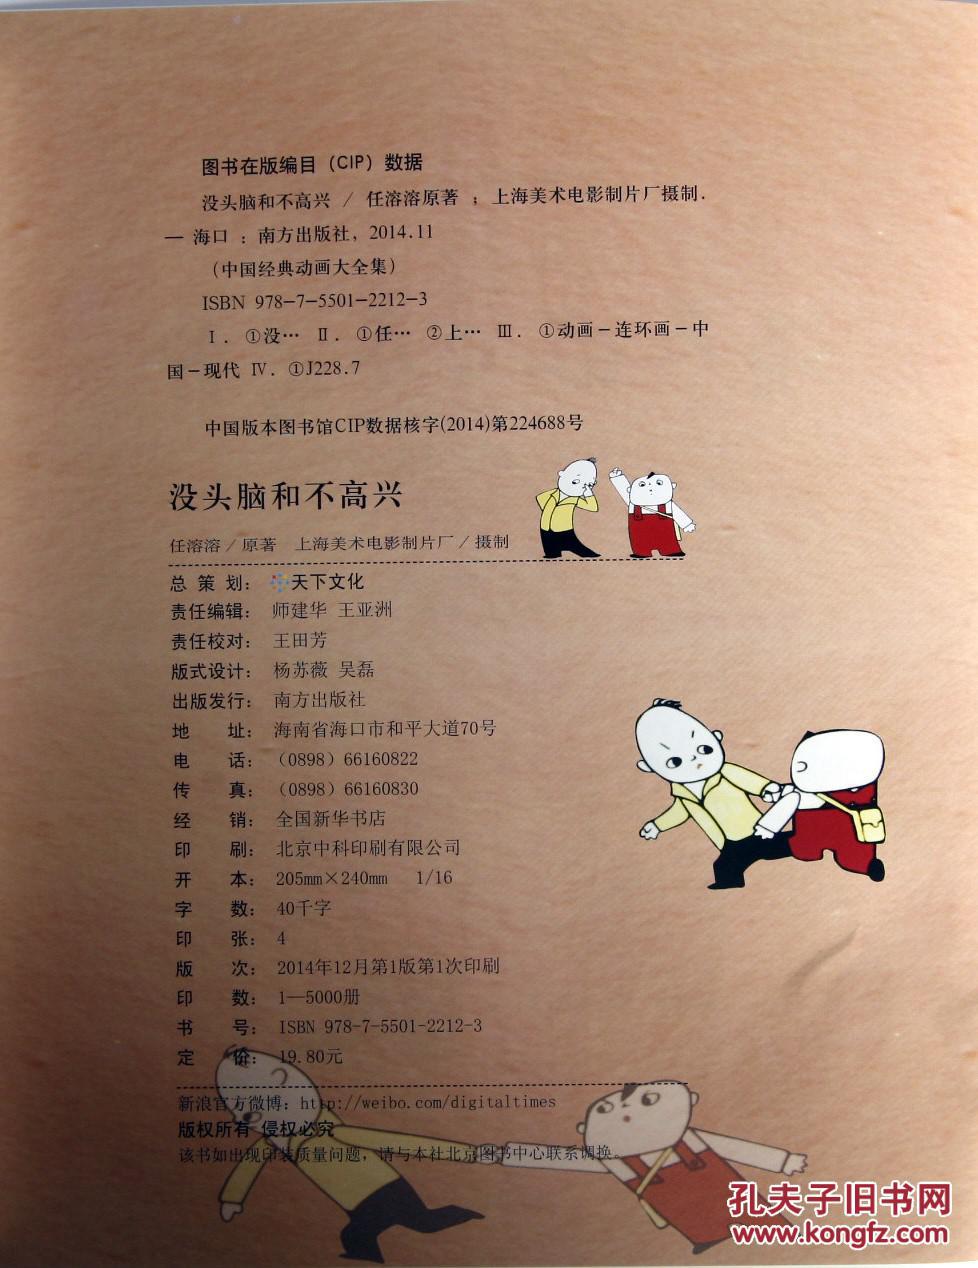 图书在版编目（CIP）数据
没头脑和不高兴 / 任溶溶原著 ；上海美术电影制片厂摄制．
— 海口 ：南方出版社，2014.11
（中国经典动画大全集）
ISBN 978-7-5501-2212-3
Ⅰ．①没… Ⅱ．①任… ②上… Ⅲ．①动画－连环画－中
国－现代 Ⅳ．①J228.7
中国版本图书馆CIP数据核字(2014)第224688号
没头脑和不高兴
任溶溶／原著 上海美术电影制片厂／摄制
总 策 划： 天下文化
责任编辑： 师建华 王亚洲
责任校对： 王田芳
版式设计： 杨苏薇 吴磊
出版发行： 南方出版社
地 址： 海南省海口市和平大道70号
电 话： （0898）66160822
传 真： （0898）66160830
经 销： 全国新华书店
印 刷： 北京中科印刷有限公司
开 本： 205mm×240mm 1/16
字 数： 40千字
印 张： 4
版 次： 2014年12月第1版第1次印刷
印 数： 1—5000册
书 号： ISBN 978-7-5501-2212-3
定 价： 19.80元
新浪官方微博：http://weibo.com/digitaltimes
版权所有 侵权必究
该书如出现印装质量问题，请与本社北京图书中心联系调换。
孔夫子旧书网
www.kongfz.com